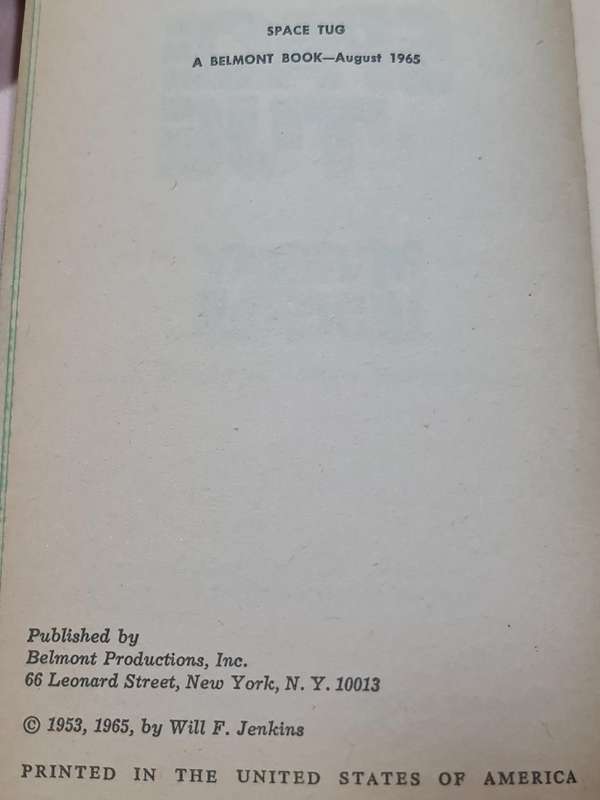 SPACE TUG
A BELMONT BOOK—August 1965
Published by
Belmont Productions, Inc.
66 Leonard Street, New York, N. Y. 10013
© 1953, 1965, by Will F. Jenkins
PRINTED IN THE UNITED STATES OF AMERICA